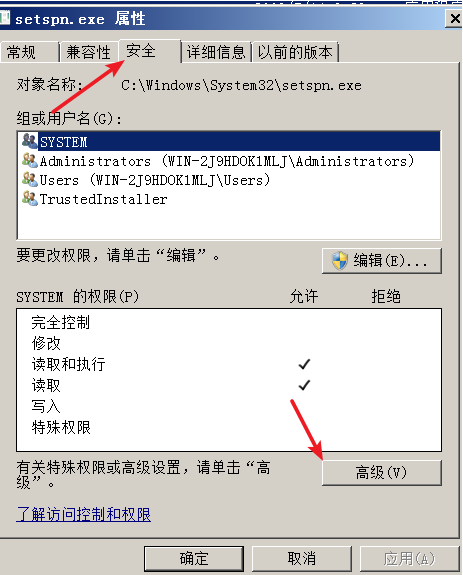 setspn.exe 属性
常规 兼容性 安全 详细信息 以前的版本
对象名称: C:\Windows\System32\setspn.exe
组或用户名(G):
SYSTEM
Administrators (WIN-2J9HDOK1MLJ\Administrators)
Users (WIN-2J9HDOK1MLJ\Users)
TrustedInstaller
要更改权限，请单击“编辑”。
编辑(E)...
SYSTEM 的权限(P) 允许 拒绝
完全控制
修改
读取和执行
读取
写入
特殊权限
有关特殊权限或高级设置，请单击“高
级”。
高级(V)
了解访问控制和权限
确定 取消 应用(A)